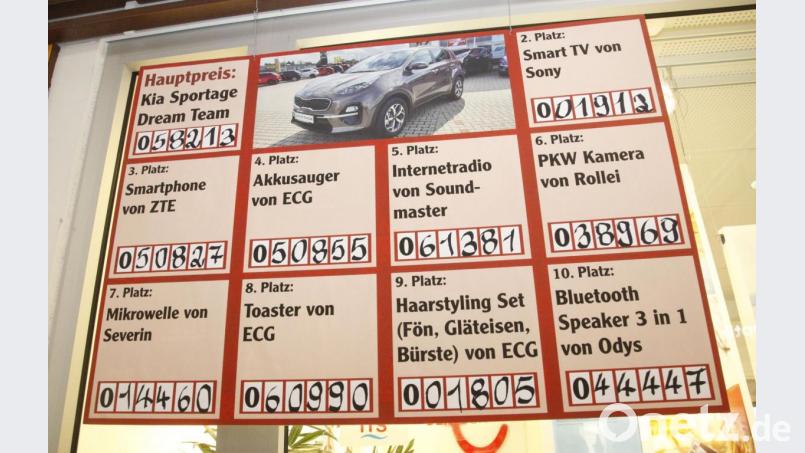 Hauptpreis:
Kia Sportage
Dream Team
058213
2. Platz:
Smart TV von
Sony
001912
3. Platz:
Smartphone
von ZTE
050827
4. Platz:
Akkusauger
von ECG
050855
5. Platz:
Internetradio
von Sound-
master
061381
6. Platz:
PKW Kamera
von Rollei
038969
7. Platz:
Mikrowelle von
Severin
014460
8. Platz:
Toaster von
ECG
060990
9. Platz:
Haarstyling Set
(Fön, Gläteisen,
Bürste) von ECG
001805
10. Platz:
Bluetooth
Speaker 3 in 1
von Odys
044447
Onetz.de